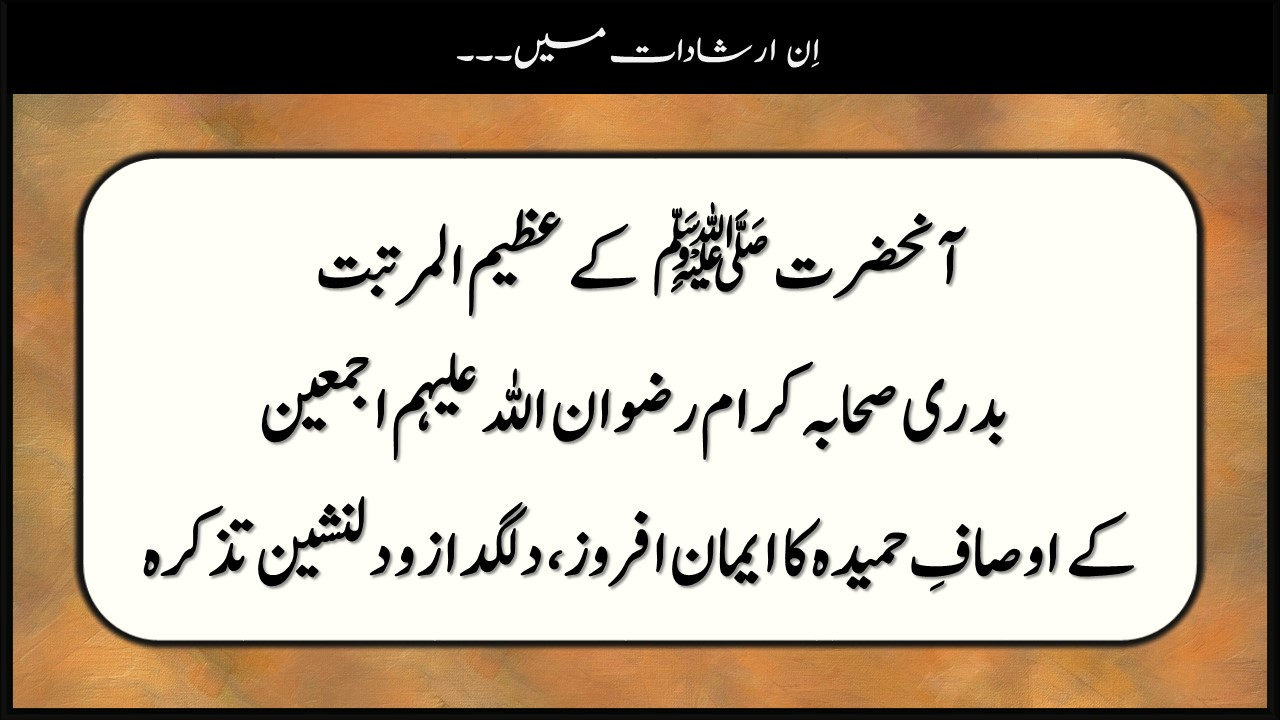 اِن ارشادات میں۔۔۔
آنحضرت ﷺ کے عظیم المرتبت
بدری صحابہ کرام رضوان اللہ علیہم اجمعین
کے اوصافِ حمیدہ کا ایمان افروز، دلگداز و دلنشین تذکرہ